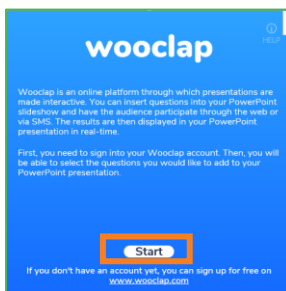 HELP
wooclap
Wooclap is an online platform through which presentations are
made interactive. You can insert questions into your PowerPoint
slideshow and have the audience participate through the web or
via SMS. The results are then displayed in your PowerPoint
presentation in real-time.
First, you need to sign into your Wooclap account. Then, you will
be able to select the questions you would like to add to your
PowerPoint presentation.
Start
If you don't have an account yet, you can sign up for free on
www.wooclap.com